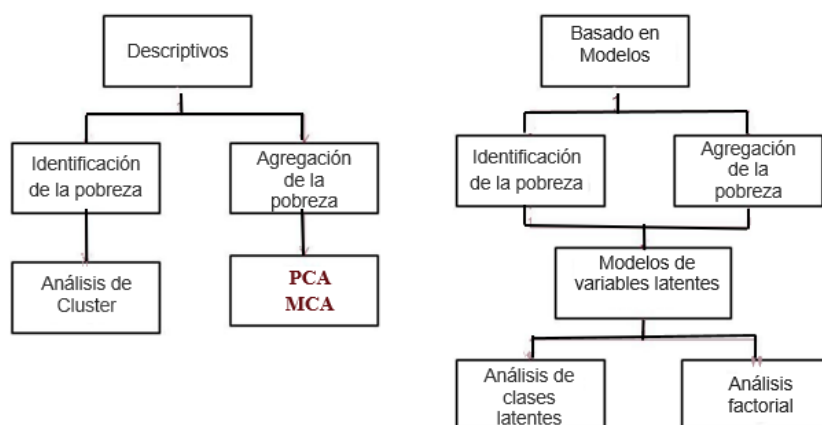 Descriptivos
Identificación
de la pobreza
Agregación
de la
pobreza
Análisis de
Cluster
PCA
MCA
Basado en
Modelos
Identificación
de la pobreza
Agregación
de la
pobreza
Modelos de
variables latentes
Análisis de
clases
latentes
Análisis
factorial